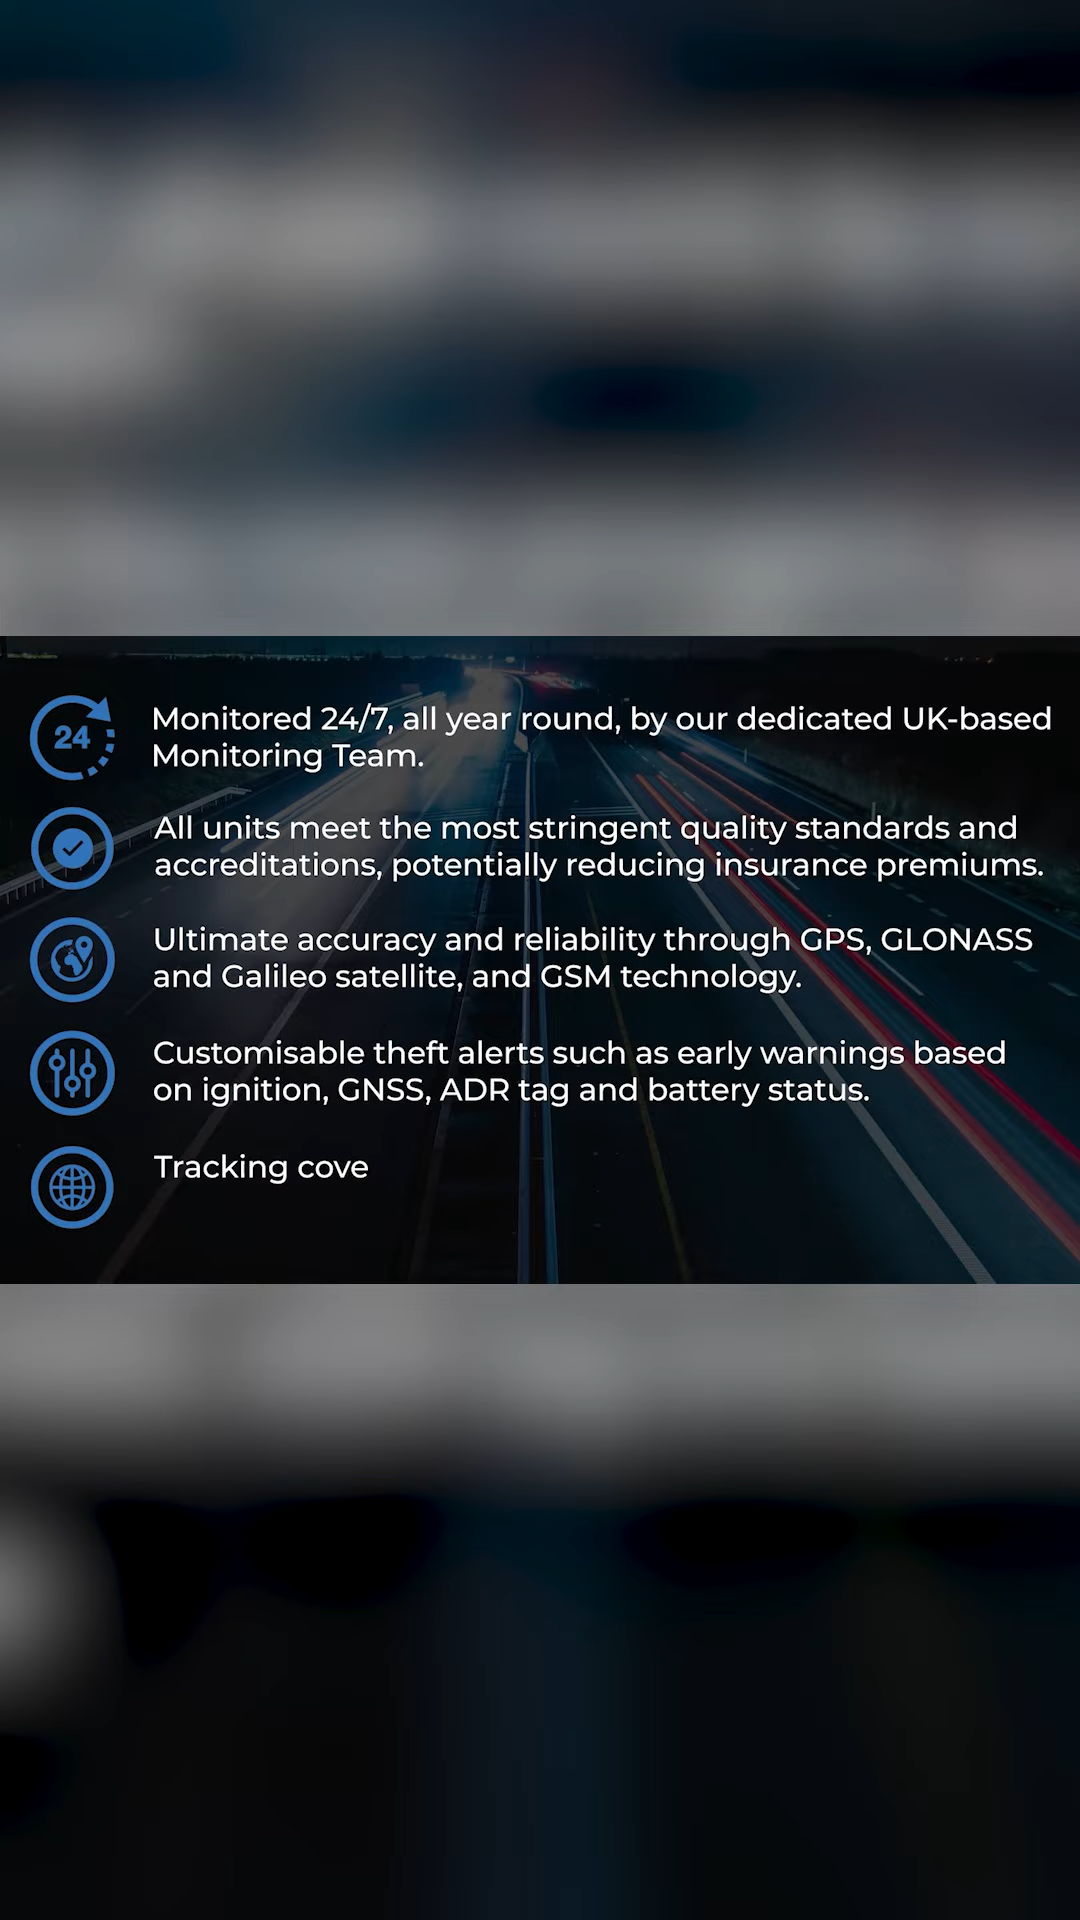 24
Monitored 24/7, all year round, by our dedicated UK-based
Monitoring Team.
All units meet the most stringent quality standards and
accreditations, potentially reducing insurance premiums.
Ultimate accuracy and reliability through GPS, GLONASS
and Galileo satellite, and GSM technology.
Customisable theft alerts such as early warnings based
on ignition, GNSS, ADR tag and battery status.
Tracking cove